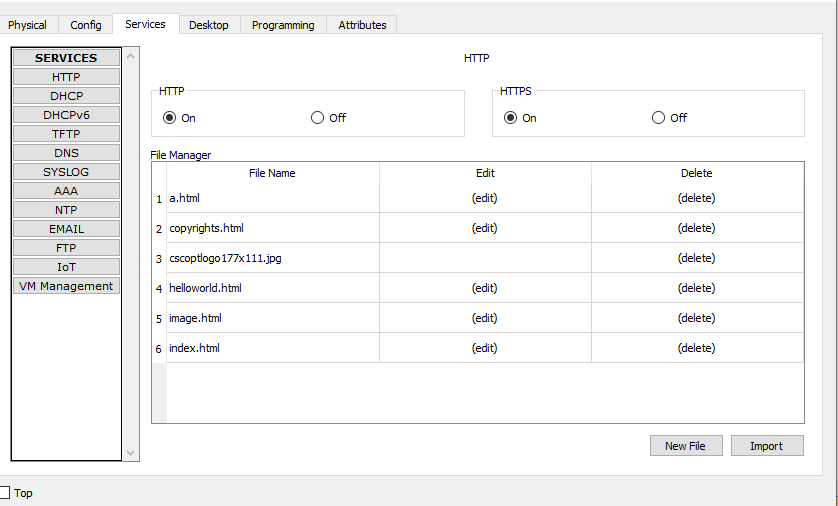 Physical Config Services Desktop Programming Attributes
SERVICES
HTTP
DHCP
DHCPv6
TFTP
DNS
SYSLOG
AAA
NTP
EMAIL
FTP
IoT
VM Management
HTTP
HTTP
On Off
HTTPS
On Off
File Manager
File Name Edit Delete
1 a.html (edit) (delete)
2 copyrights.html (edit) (delete)
3 cscoptlogo177x111.jpg (delete)
4 helloworld.html (edit) (delete)
5 image.html (edit) (delete)
6 index.html (edit) (delete)
New File Import
Top